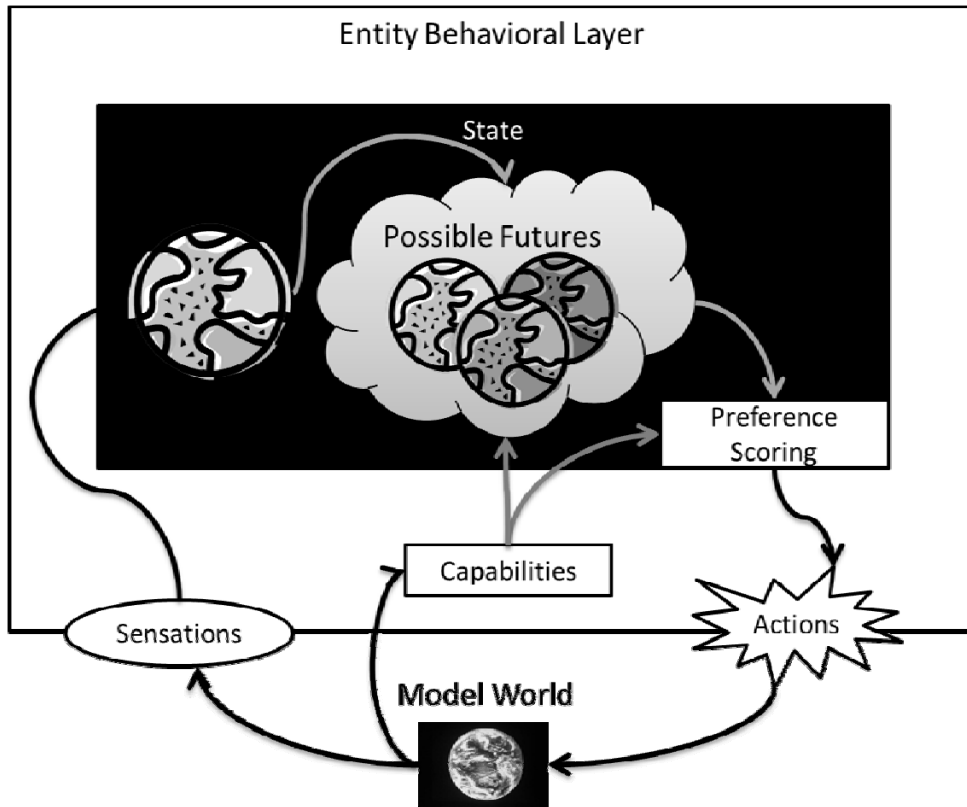 Entity Behavioral Layer
State
Possible Futures
Preference
Scoring
Capabilities
Sensations
Actions
Model World